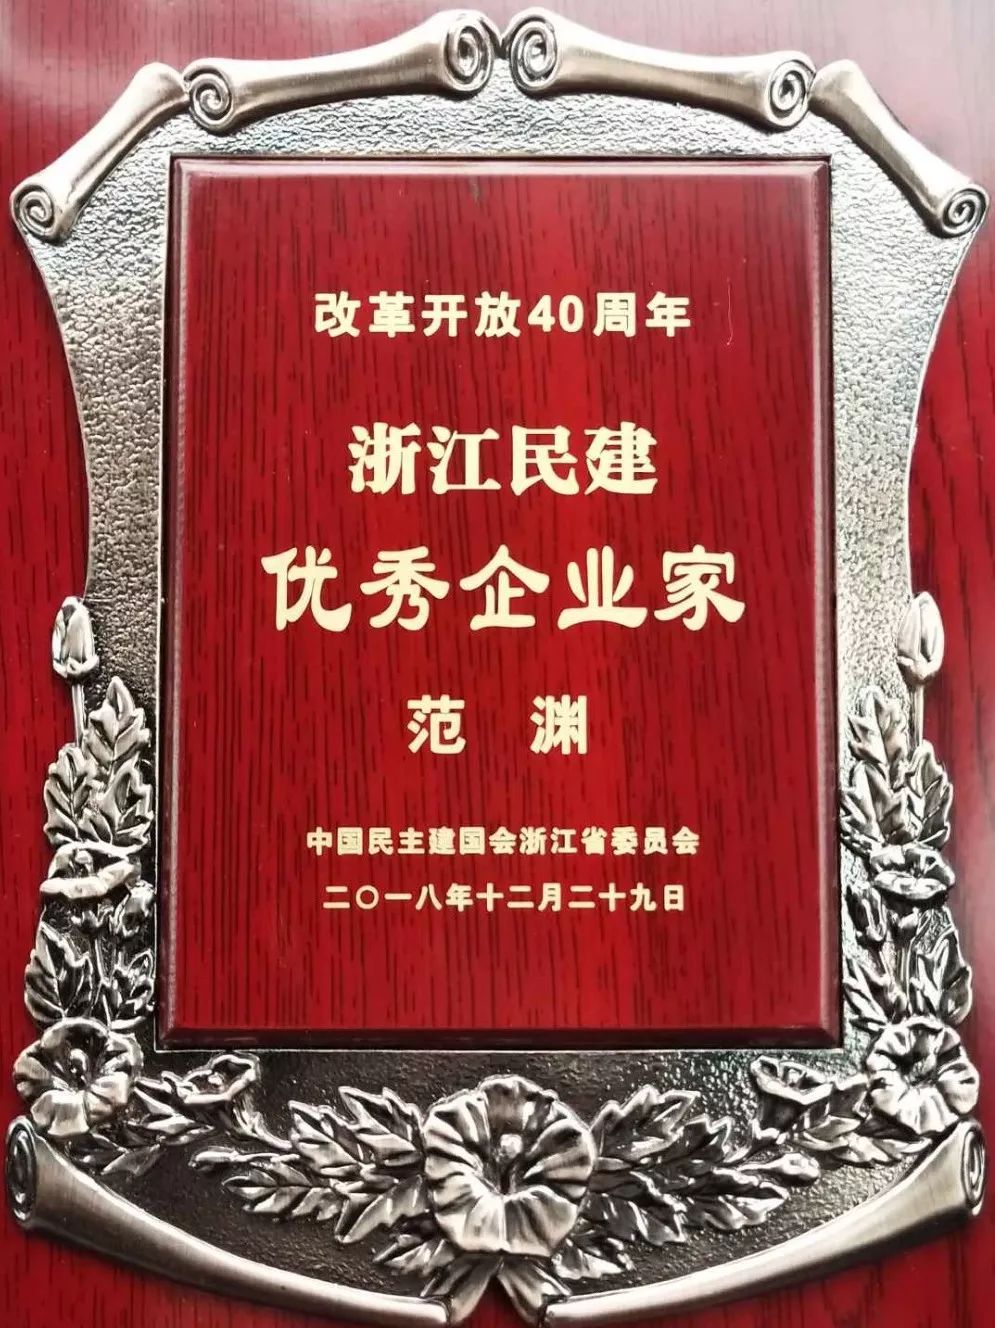 改革开放40周年
浙江民建
优秀企业家
范 渊
中国民主建国会浙江省委员会
二〇一八年十二月二十九日